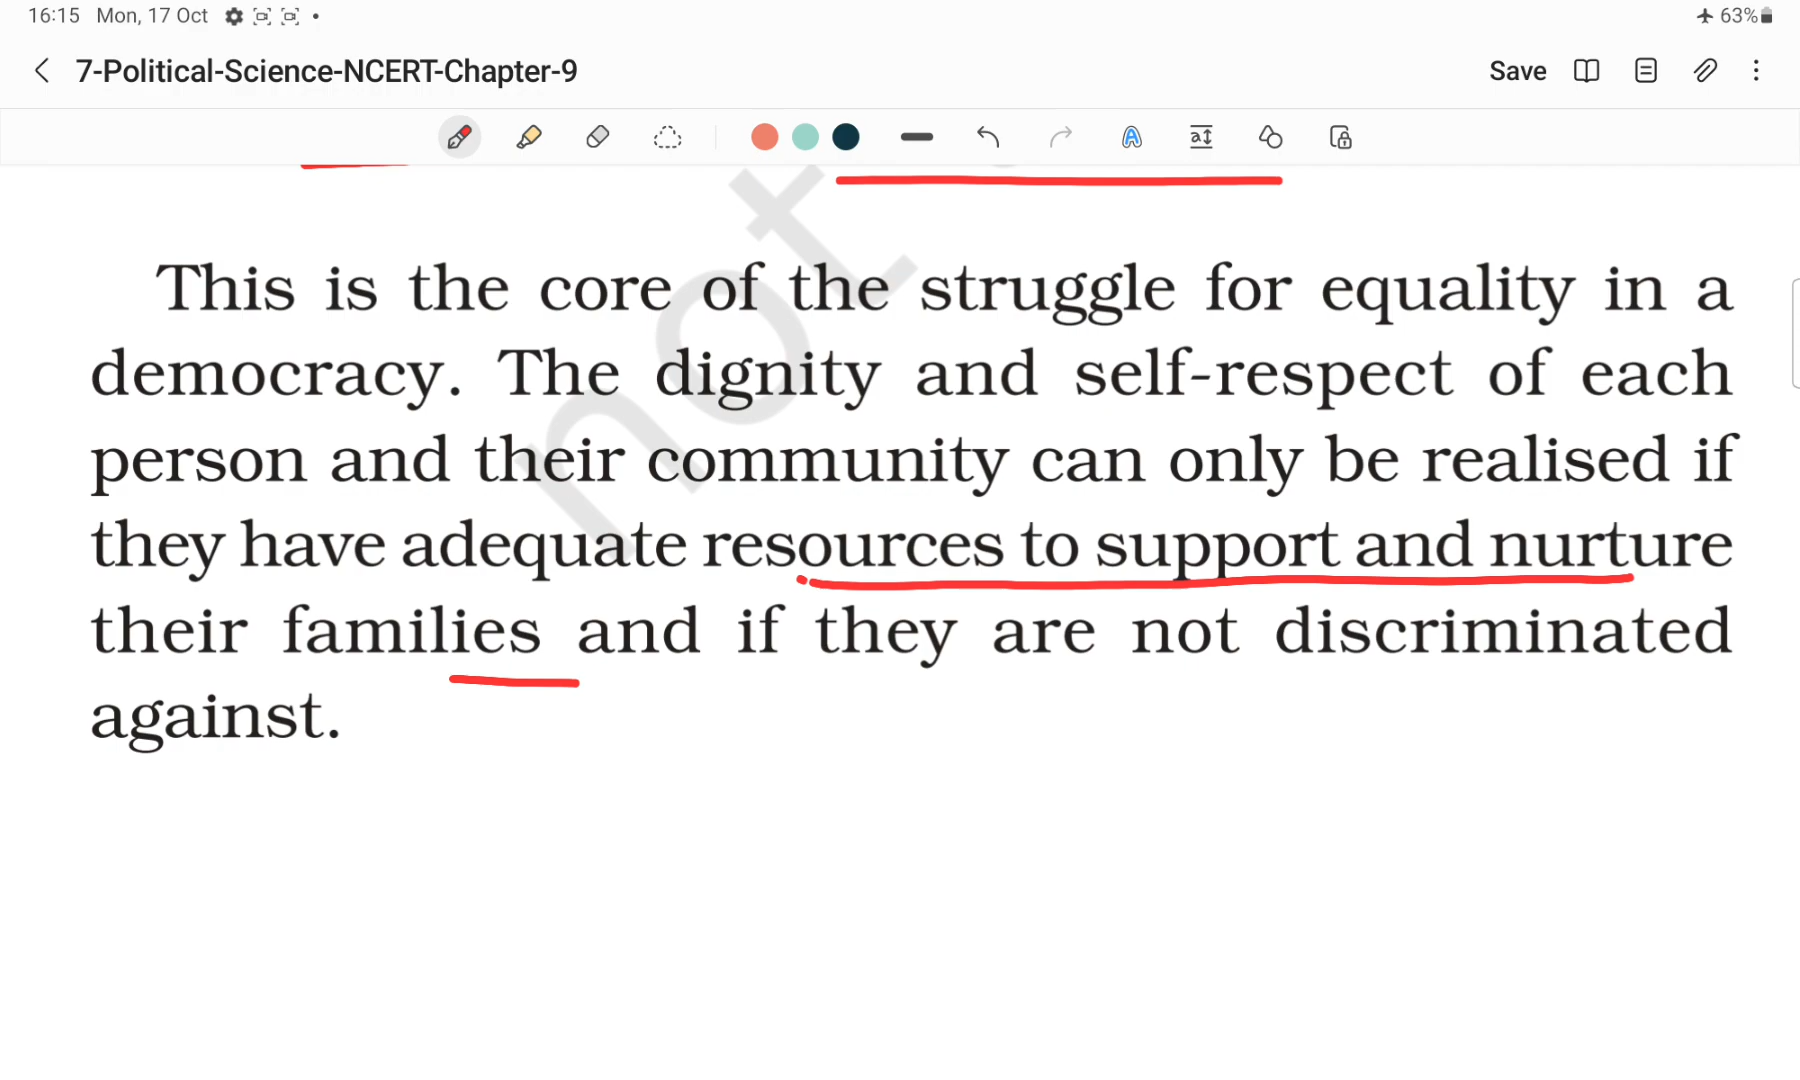 16:15 Mon, 17 Oct 63%
7-Political-Science-NCERT-Chapter-9 Save
This is the core of the struggle for equality in a
democracy. The dignity and self-respect of each
person and their community can only be realised if
they have adequate resources to support and nurture
their families and if they are not discriminated
against.
not